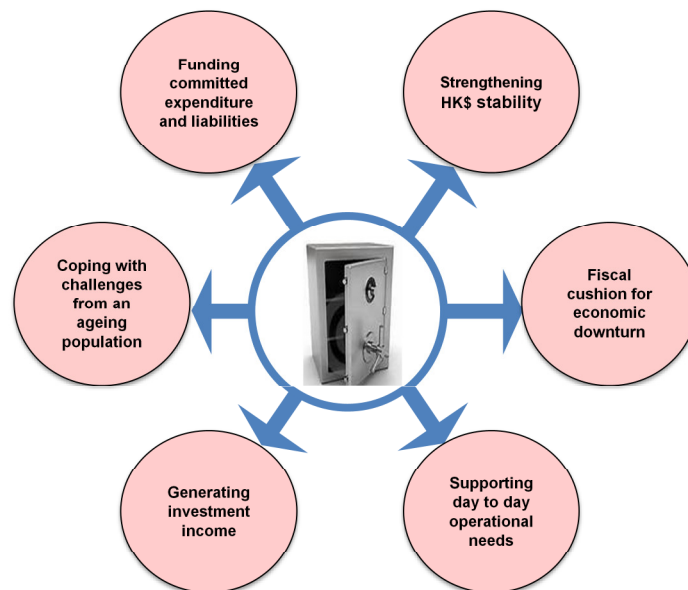 Funding
committed
expenditure
and liabilities
Strengthening
HK$ stability
Coping with
challenges
from an
ageing
population
Fiscal
cushion for
economic
downturn
Generating
investment
income
Supporting
day to day
operational
needs